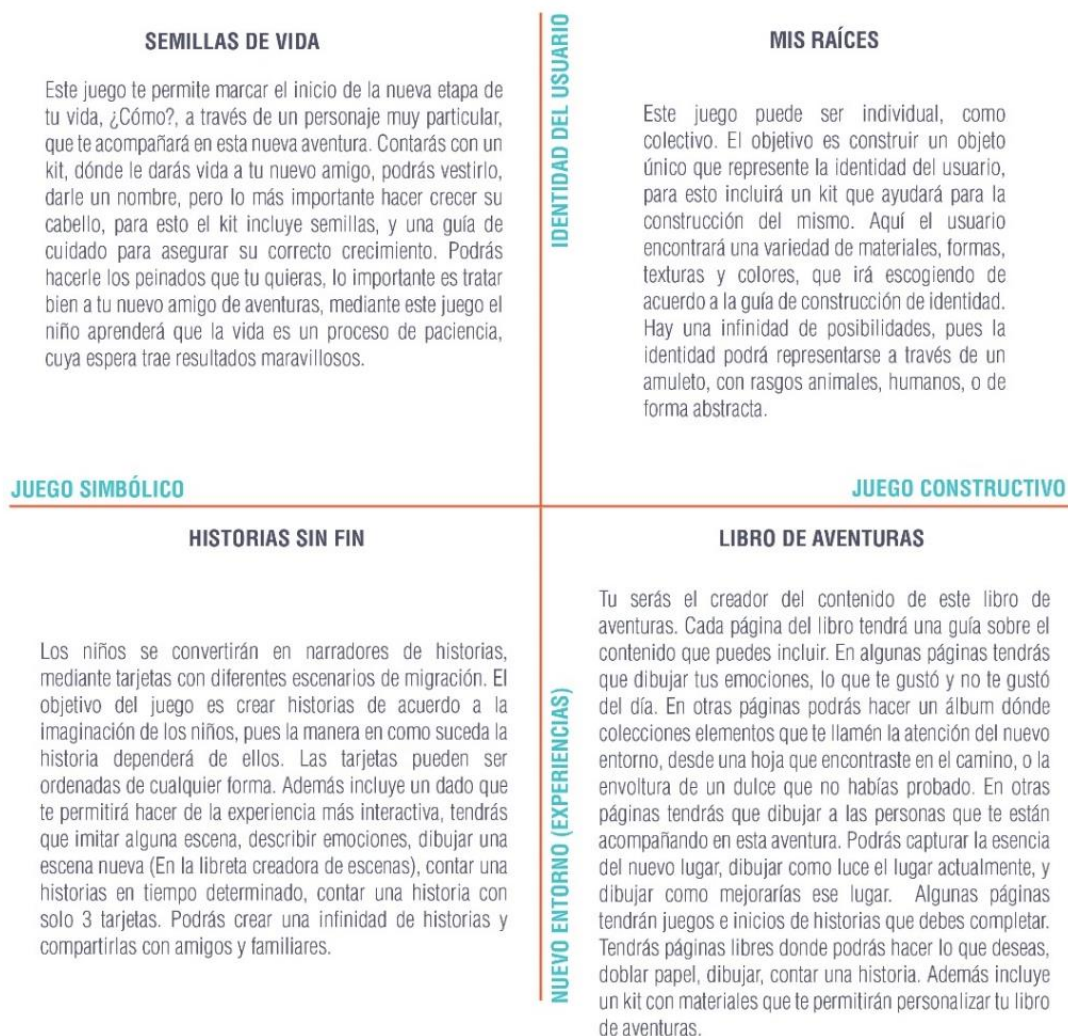 SEMILLAS DE VIDA
Este juego te permite marcar el inicio de la nueva etapa de
tu vida, ¿Cómo?, a través de un personaje muy particular,
que te acompañará en esta nueva aventura. Contarás con un
kit, dónde le darás vida a tu nuevo amigo, podrás vestirlo,
darle un nombre, pero lo más importante hacer crecer su
cabello, para esto el kit incluye semillas, y una guía de
cuidado para asegurar su correcto crecimiento. Podrás
hacerle los peinados que tu quieras, lo importante es tratar
bien a tu nuevo amigo de aventuras, mediante este juego el
niño aprenderá que la vida es un proceso de paciencia,
cuya espera trae resultados maravillosos.
IDENTIDAD DEL USUARIO
MIS RAÍCES
Este juego puede ser individual, como
colectivo. El objetivo es construir un objeto
único que represente la identidad del usuario,
para esto incluirá un kit que ayudará para la
construcción del mismo. Aquí el usuario
encontrará una variedad de materiales, formas,
texturas y colores, que irá escogiendo de
acuerdo a la guía de construcción de identidad.
Hay una infinidad de posibilidades, pues la
identidad podrá representarse a través de un
amuleto, con rasgos animales, humanos, o de
forma abstracta.
JUEGO SIMBÓLICO
JUEGO CONSTRUCTIVO
HISTORIAS SIN FIN
Los niños se convertirán en narradores de historias,
mediante tarjetas con diferentes escenarios de migración. El
objetivo del juego es crear historias de acuerdo a la
imaginación de los niños, pues la manera en como suceda la
historia dependerá de ellos. Las tarjetas pueden ser
ordenadas de cualquier forma. Además incluye un dado que
te permitirá hacer de la experiencia más interactiva, tendrás
que imitar alguna escena, describir emociones, dibujar una
escena nueva (En la libreta creadora de escenas), contar una
historias en tiempo determinado, contar una historia con
solo 3 tarjetas. Podrás crear una infinidad de historias y
compartirlas con amigos y familiares.
NUEVO ENTORNO (EXPERIENCIAS)
LIBRO DE AVENTURAS
Tu serás el creador del contenido de este libro de
aventuras. Cada página del libro tendrá una guía sobre el
contenido que puedes incluir. En algunas páginas tendrás
que dibujar tus emociones, lo que te gustó y no te gustó
del día. En otras páginas podrás hacer un álbum dónde
colecciones elementos que te llamén la atención del nuevo
entorno, desde una hoja que encontraste en el camino, o la
envoltura de un dulce que no habías probado. En otras
páginas tendrás que dibujar a las personas que te están
acompañando en esta aventura. Podrás capturar la esencia
del nuevo lugar, dibujar como luce el lugar actualmente, y
dibujar como mejorarías ese lugar. Algunas páginas
tendrán juegos e inicios de historias que debes completar.
Tendrás páginas libres donde podrás hacer lo que deseas,
doblar papel, dibujar, contar una historia. Además incluye
un kit con materiales que te permitirán personalizar tu libro
de aventuras.